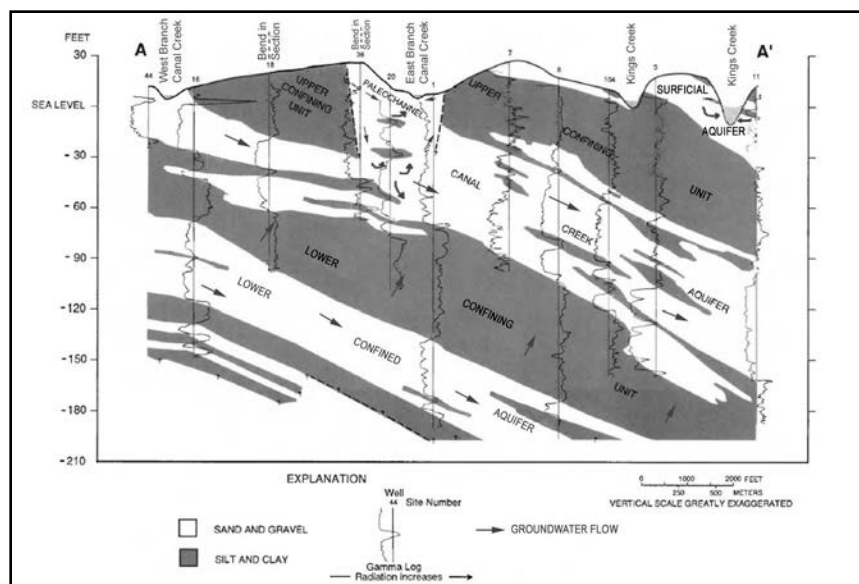 FEET
A
A'
West Branch
Canal Creek
Bend in
Section
Bend in
Section
East Branch
Canal Creek
Kings Creek
Kings Creek
44
16
18
36
20
1
7
8
104
5
11
30
SEA LEVEL
-30
-60
-90
-120
-150
-180
-210
UPPER
CONFINING
UNIT
PALEOCHANNEL
UPPER
CONFINING
UNIT
SURFICIAL
AQUIFER
CANAL
CREEK
AQUIFER
LOWER
CONFINING
UNIT
LOWER
CONFINED
AQUIFER
EXPLANATION
SAND AND GRAVEL
SILT AND CLAY
Well
Site Number
44
Gamma Log
Radiation increases
GROUNDWATER FLOW
0 1000 2000 FEET
250 500 METERS
VERTICAL SCALE GREATLY EXAGGERATED